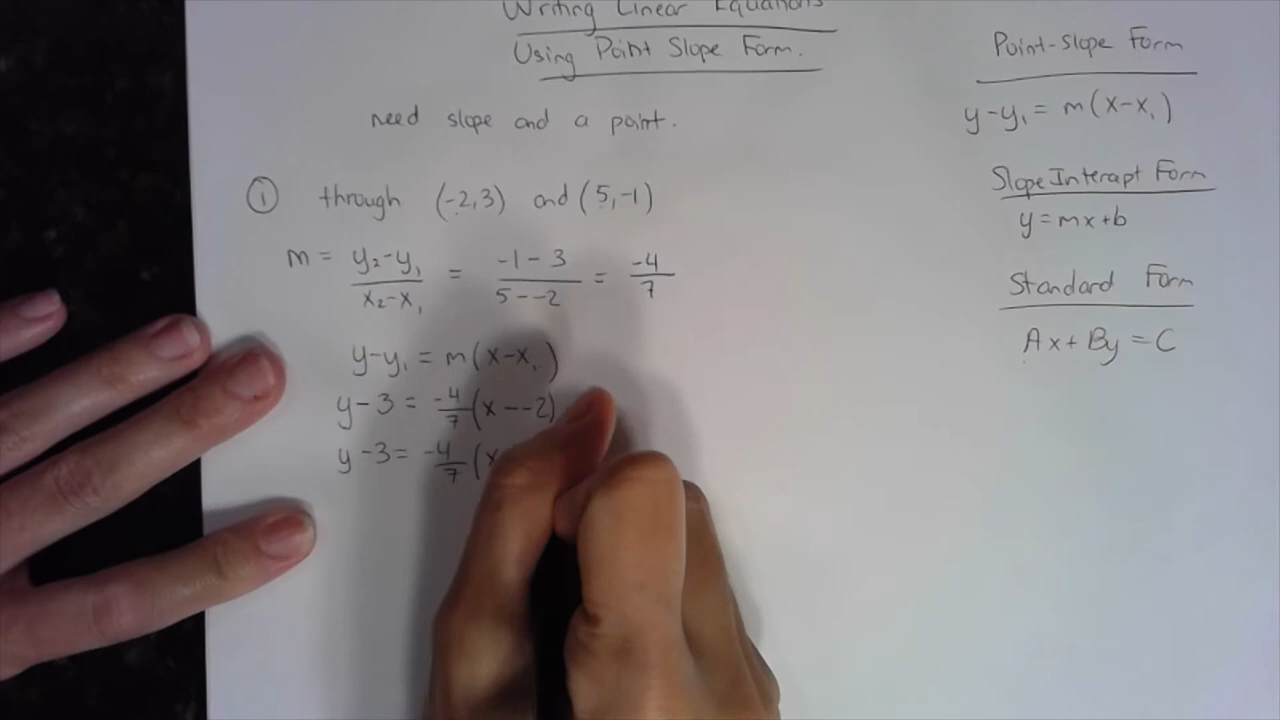 Writing Linear Equations
Using Point Slope Form.
need slope and a point.
① through (-2,3) and (5,-1)
m = y₂-y₁ / x₂-x₁ = -1 - 3 / 5 - -2 = -4/7
y-y₁ = m(x-x₁)
y-3 = -4/7 (x--2)
y-3 = -4/7 (x
Point-Slope Form
y-y₁ = m(x-x₁)
Slope Intercept Form
y=mx+b
Standard Form
Ax+By=C